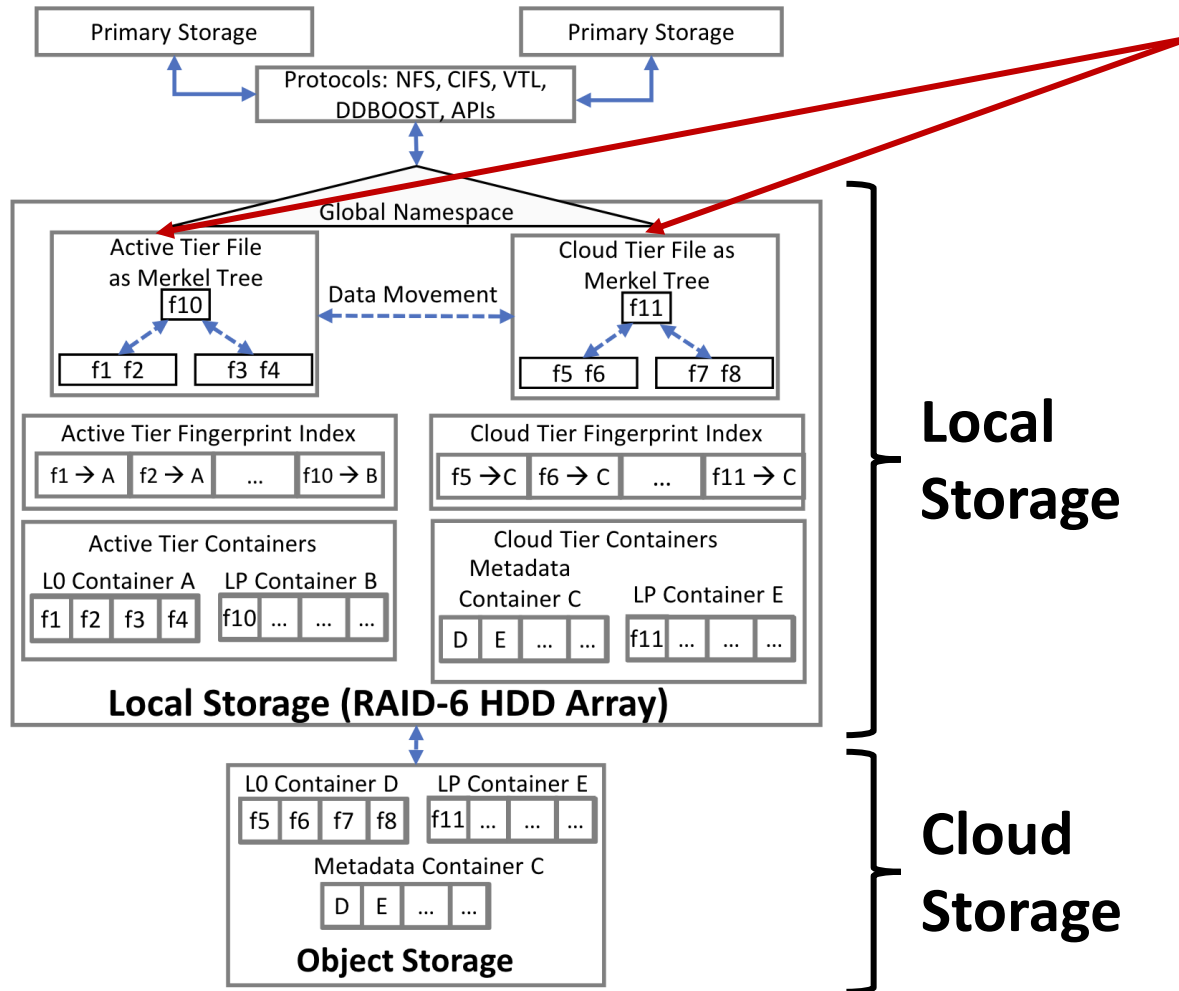 Primary Storage
Primary Storage
Protocols: NFS, CIFS, VTL,
DDBOOST, APIs
Global Namespace
Active Tier File
as Merkel Tree
f10
f1 f2
f3 f4
Data Movement
Cloud Tier File as
Merkel Tree
f11
f5 f6
f7 f8
Active Tier Fingerprint Index
f1 → A
f2 → A
...
f10 → B
Cloud Tier Fingerprint Index
f5 → C
f6 → C
...
f11 → C
Active Tier Containers
L0 Container A
f1 f2 f3 f4
LP Container B
f10 ... ... ...
Cloud Tier Containers
Metadata
Container C
D E ... ...
LP Container E
f11 ... ... ...
Local Storage (RAID-6 HDD Array)
Local
Storage
L0 Container D
f5 f6 f7 f8
LP Container E
f11 ... ... ...
Metadata Container C
D E ... ...
Object Storage
Cloud
Storage